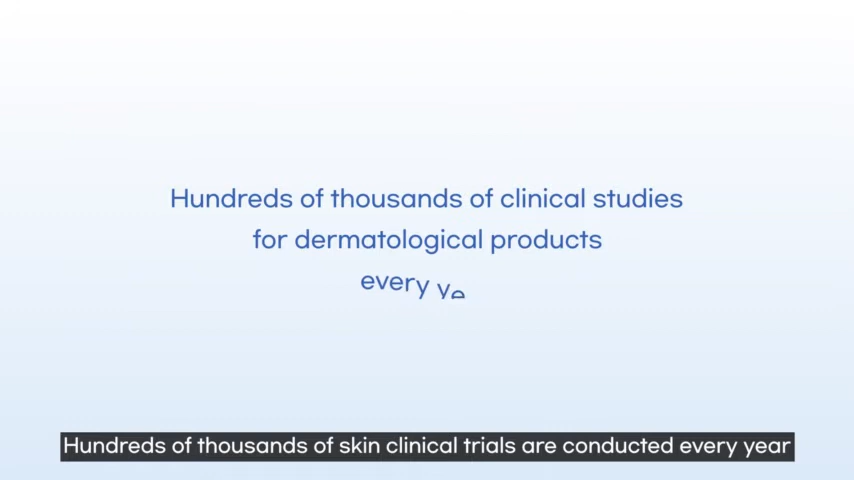 Hundreds of thousands of clinical studies
for dermatological products
every ye
Hundreds of thousands of skin clinical trials are conducted every year